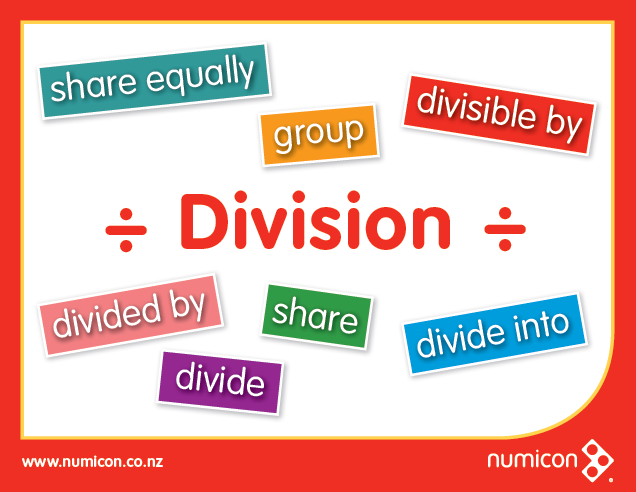 share equally
group
divisible by
÷ Division ÷
divided by
share
divide into
divide
www.numicon.co.nz
numicon